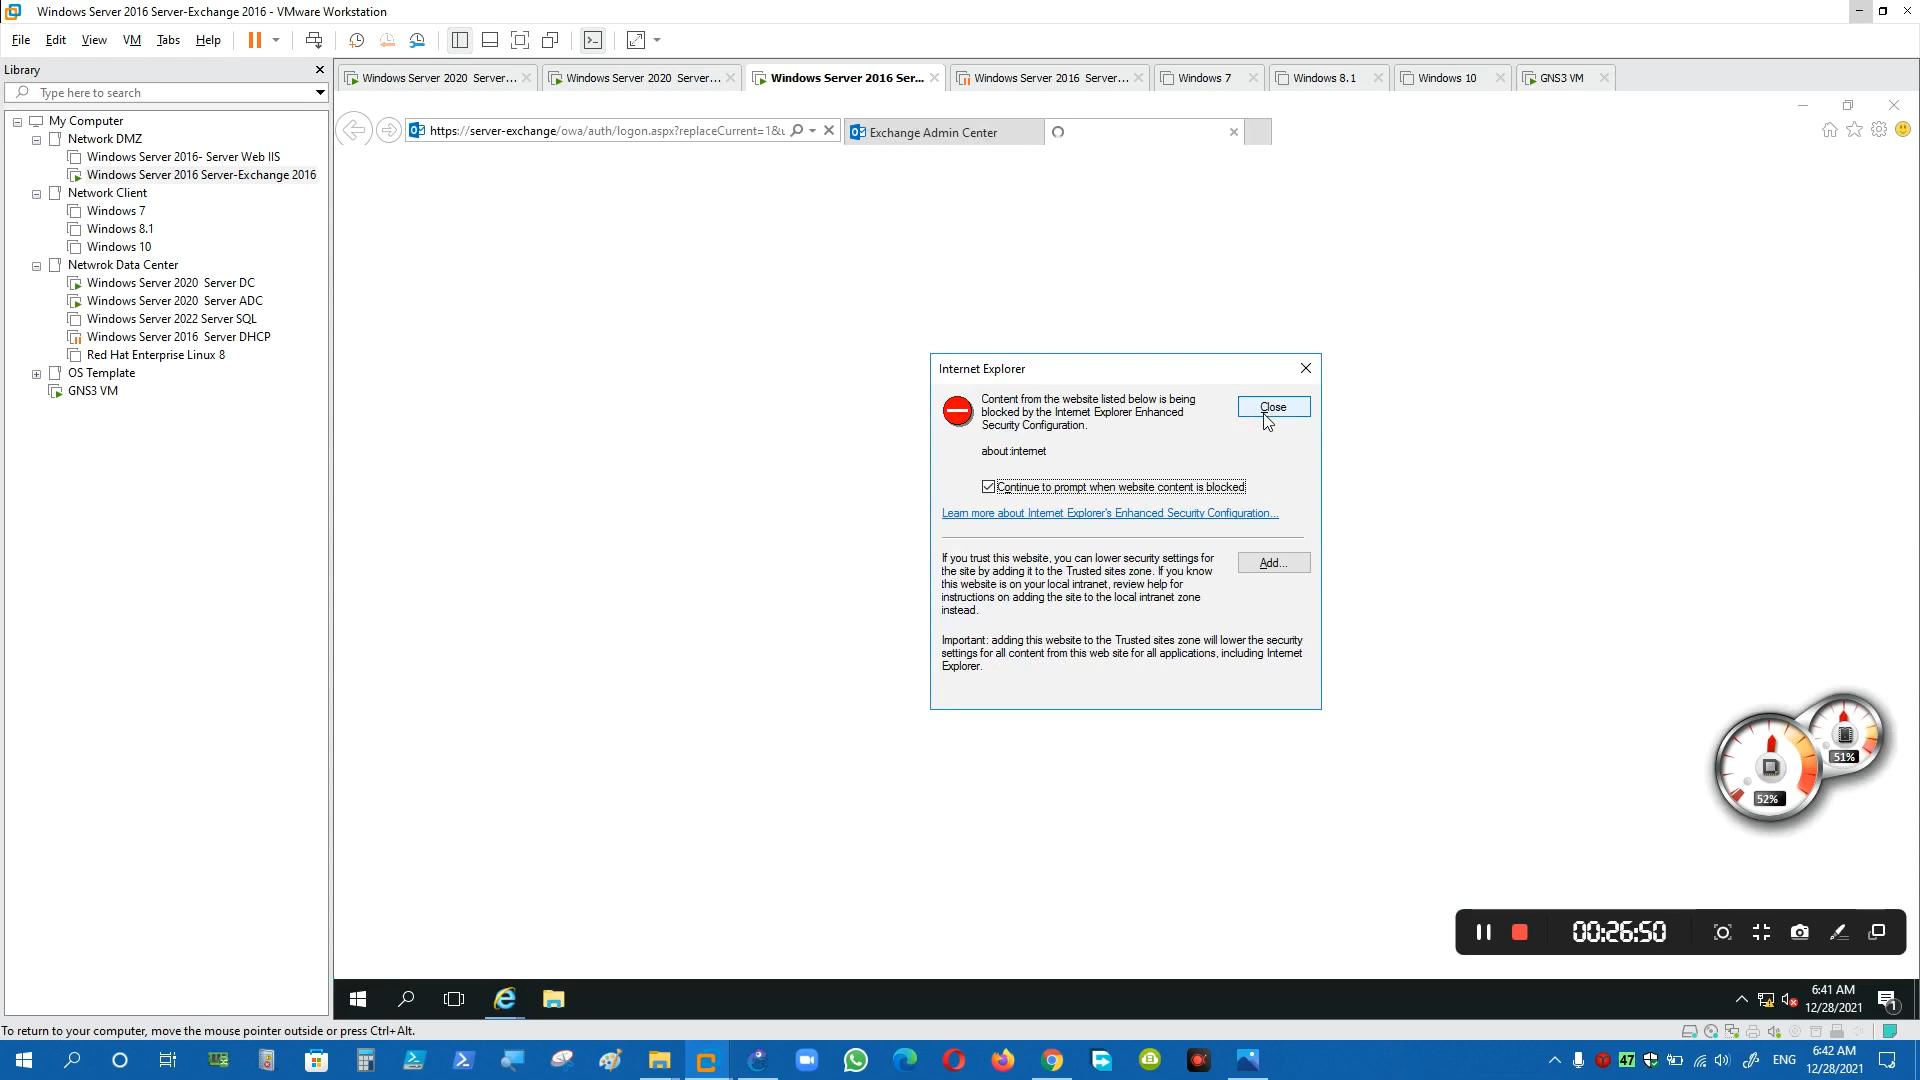 Windows Server 2016 Server-Exchange 2016 - VMware Workstation
File Edit View VM Tabs Help
Library
Type here to search
My Computer
Network DMZ
Windows Server 2016- Server Web IIS
Windows Server 2016 Server-Exchange 2016
Network Client
Windows 7
Windows 8.1
Windows 10
Netwrok Data Center
Windows Server 2020 Server DC
Windows Server 2020 Server ADC
Windows Server 2022 Server SQL
Windows Server 2016 Server DHCP
Red Hat Enterprise Linux 8
OS Template
GNS3 VM
Windows Server 2020 Server... Windows Server 2020 Server... Windows Server 2016 Ser... Windows Server 2016 Server... Windows 7 Windows 8.1 Windows 10 GNS3 VM
https://server-exchange/owa/auth/logon.aspx?replaceCurrent=1&u Exchange Admin Center
Internet Explorer
Content from the website listed below is being
blocked by the Internet Explorer Enhanced
Security Configuration.
Close
about:internet
Continue to prompt when website content is blocked
Learn more about Internet Explorer's Enhanced Security Configuration...
If you trust this website, you can lower security settings for
the site by adding it to the Trusted sites zone. If you know
this website is on your local intranet, review help for
instructions on adding the site to the local intranet zone
instead.
Add...
Important: adding this website to the Trusted sites zone will lower the security
settings for all content from this web site for all applications, including Internet
Explorer.
51%
52%
00:26:50
6:41 AM
12/28/2021
1
To return to your computer, move the mouse pointer outside or press Ctrl+Alt.
47
ENG
6:42 AM
12/28/2021